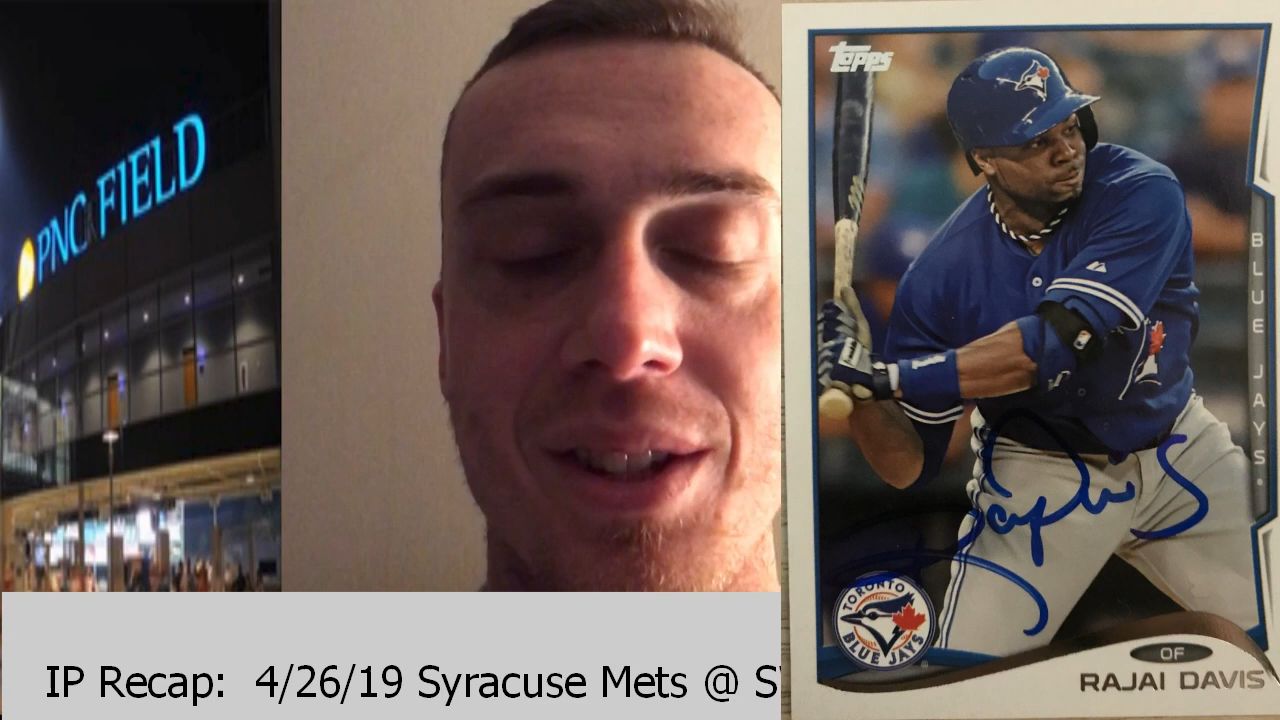 PNC FIELD
IP Recap:  4/26/19 Syracuse Mets @ S
topps
BLUE JAYS
TORONTO
BLUE JAYS
OF
RAJAI DAVIS